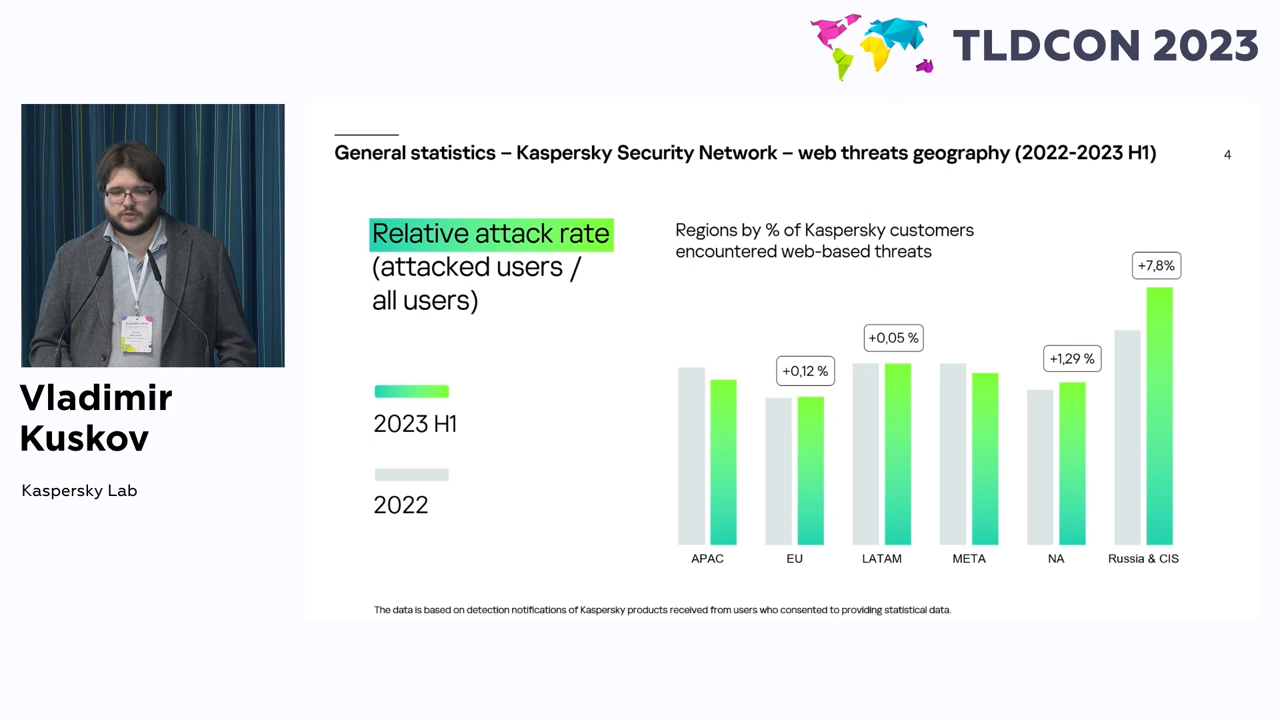 TLDCON 2023
General statistics – Kaspersky Security Network – web threats geography (2022-2023 H1)
4
Relative attack rate
(attacked users /
all users)
2023 H1
2022
Regions by % of Kaspersky customers
encountered web-based threats
+0,12 %
+0,05 %
+1,29 %
+7,8%
APAC
EU
LATAM
META
NA
Russia & CIS
The data is based on detection notifications of Kaspersky products received from users who consented to providing statistical data.
Vladimir
Kuskov
Kaspersky Lab